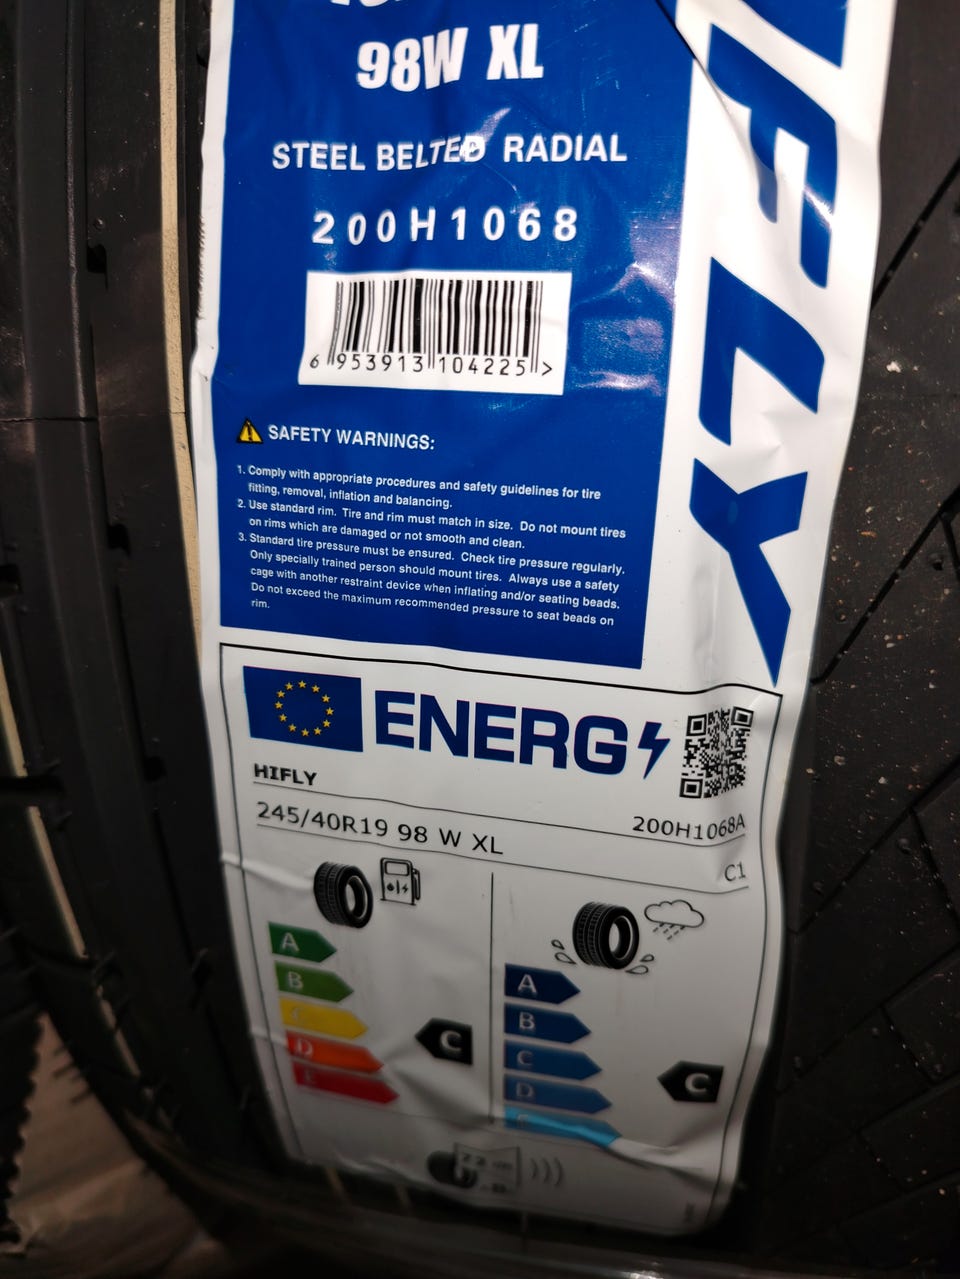 98W XL
STEEL BELTED RADIAL
200H1068
6 953913 104225 >
SAFETY WARNINGS:
1. Comply with appropriate procedures and safety guidelines for tire
fitting, removal, inflation and balancing.
2. Use standard rim. Tire and rim must match in size. Do not mount tires
on rims which are damaged or not smooth and clean.
3. Standard tire pressure must be ensured. Check tire pressure regularly.
Only specially trained person should mount tires. Always use a safety
cage with another restraint device when inflating and/or seating beads.
Do not exceed the maximum recommended pressure to seat beads on
rim.
IFLY
ENERG
HIFLY
200H1068A
245/40R19 98 W XL
C1
A
B
C
D
E
C
A
B
C
D
E
C